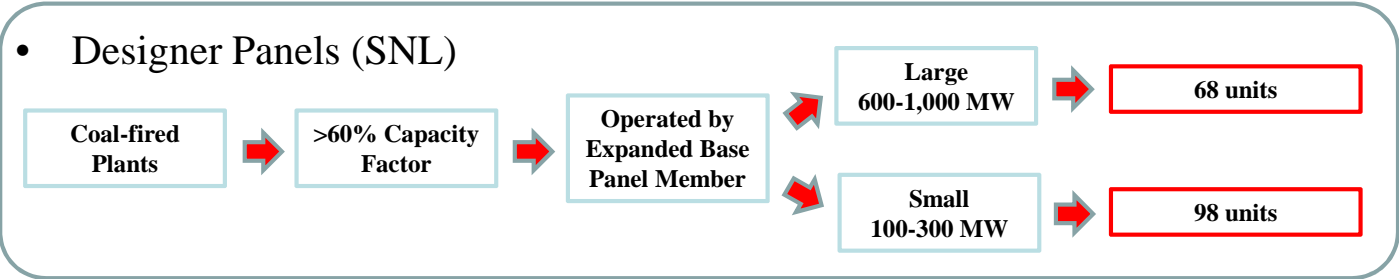 • Designer Panels (SNL)
Coal-fired
Plants
>60% Capacity
Factor
Operated by
Expanded Base
Panel Member
Large
600-1,000 MW
68 units
Small
100-300 MW
98 units